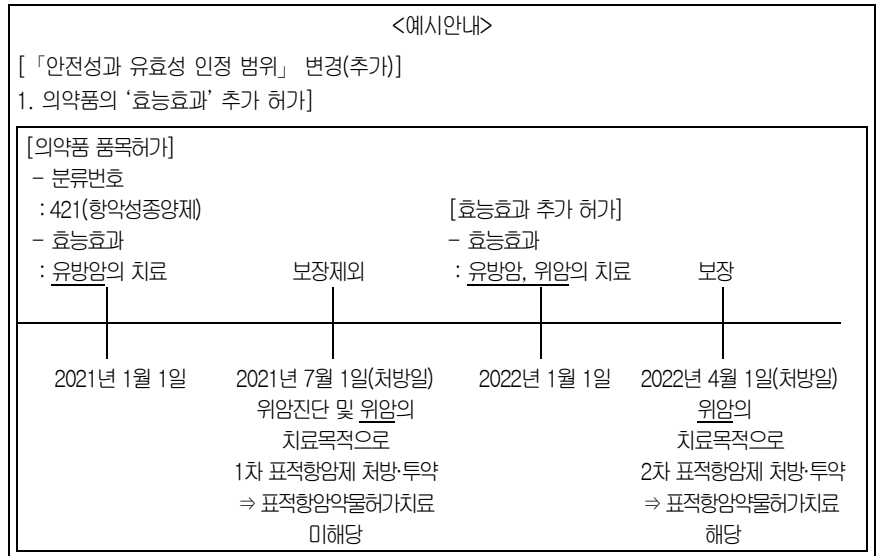 <예시안내>
[「안전성과 유효성 인정 범위」 변경(추가)]
1. 의약품의 ‘효능효과’ 추가 허가]
[의약품 품목허가]
- 분류번호
: 421(항악성종양제)
- 효능효과
: 유방암의 치료
보장제외
[효능효과 추가 허가]
- 효능효과
: 유방암, 위암의 치료
보장
2021년 1월 1일
2021년 7월 1일(처방일)
위암진단 및 위암의
치료목적으로
1차 표적항암제 처방·투약
⇒ 표적항암약물허가치료
미해당
2022년 1월 1일
2022년 4월 1일(처방일)
위암의
치료목적으로
2차 표적항암제 처방·투약
⇒ 표적항암약물허가치료
해당